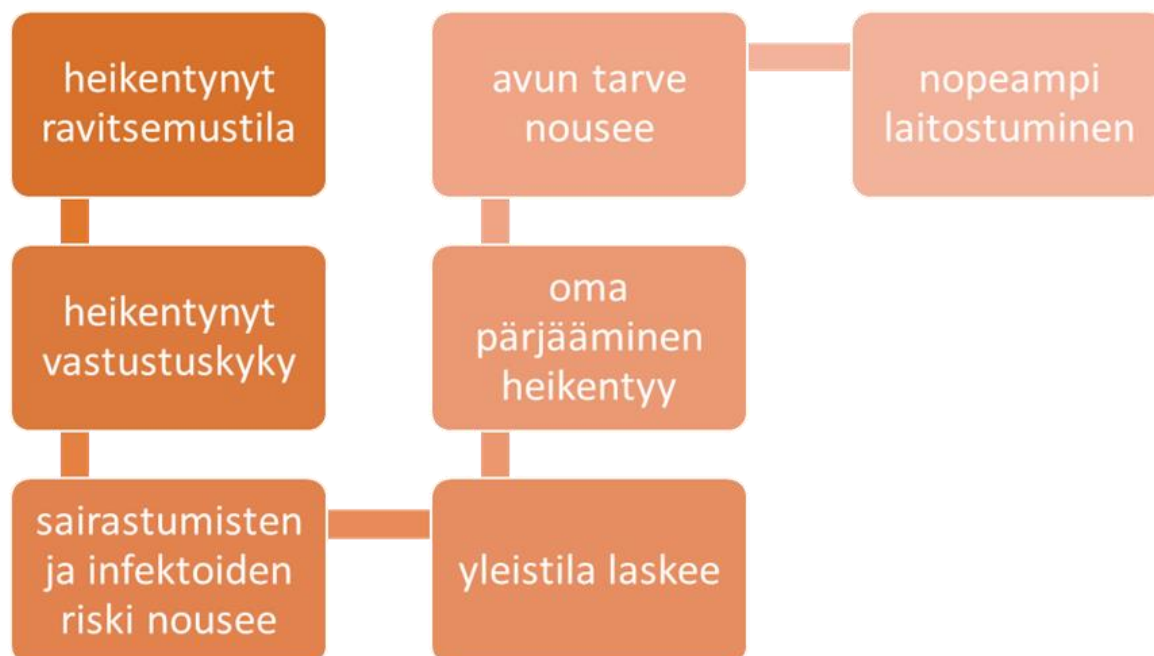 heikentynyt
ravitsemustila
heikentynyt
vastustuskyky
sairastumisten
ja infektoiden
riski nousee
yleistila laskee
oma
pärjääminen
heikentyy
avun tarve
nousee
nopeampi
laitostuminen